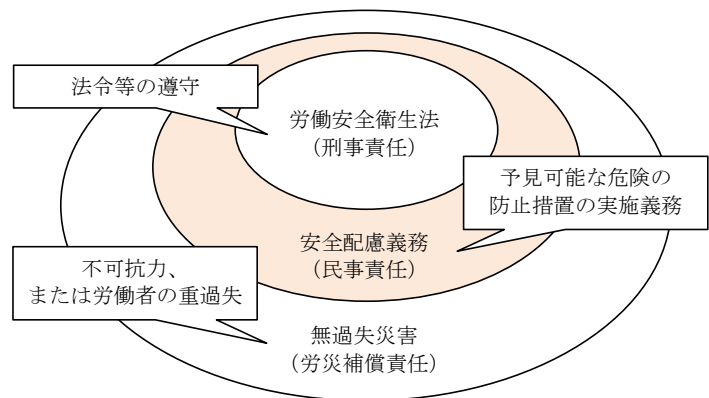 法令等の遵守
労働安全衛生法
（刑事責任）
予見可能な危険の
防止措置の実施義務
安全配慮義務
（民事責任）
不可抗力、
または労働者の重過失
無過失災害
（労災補償責任）